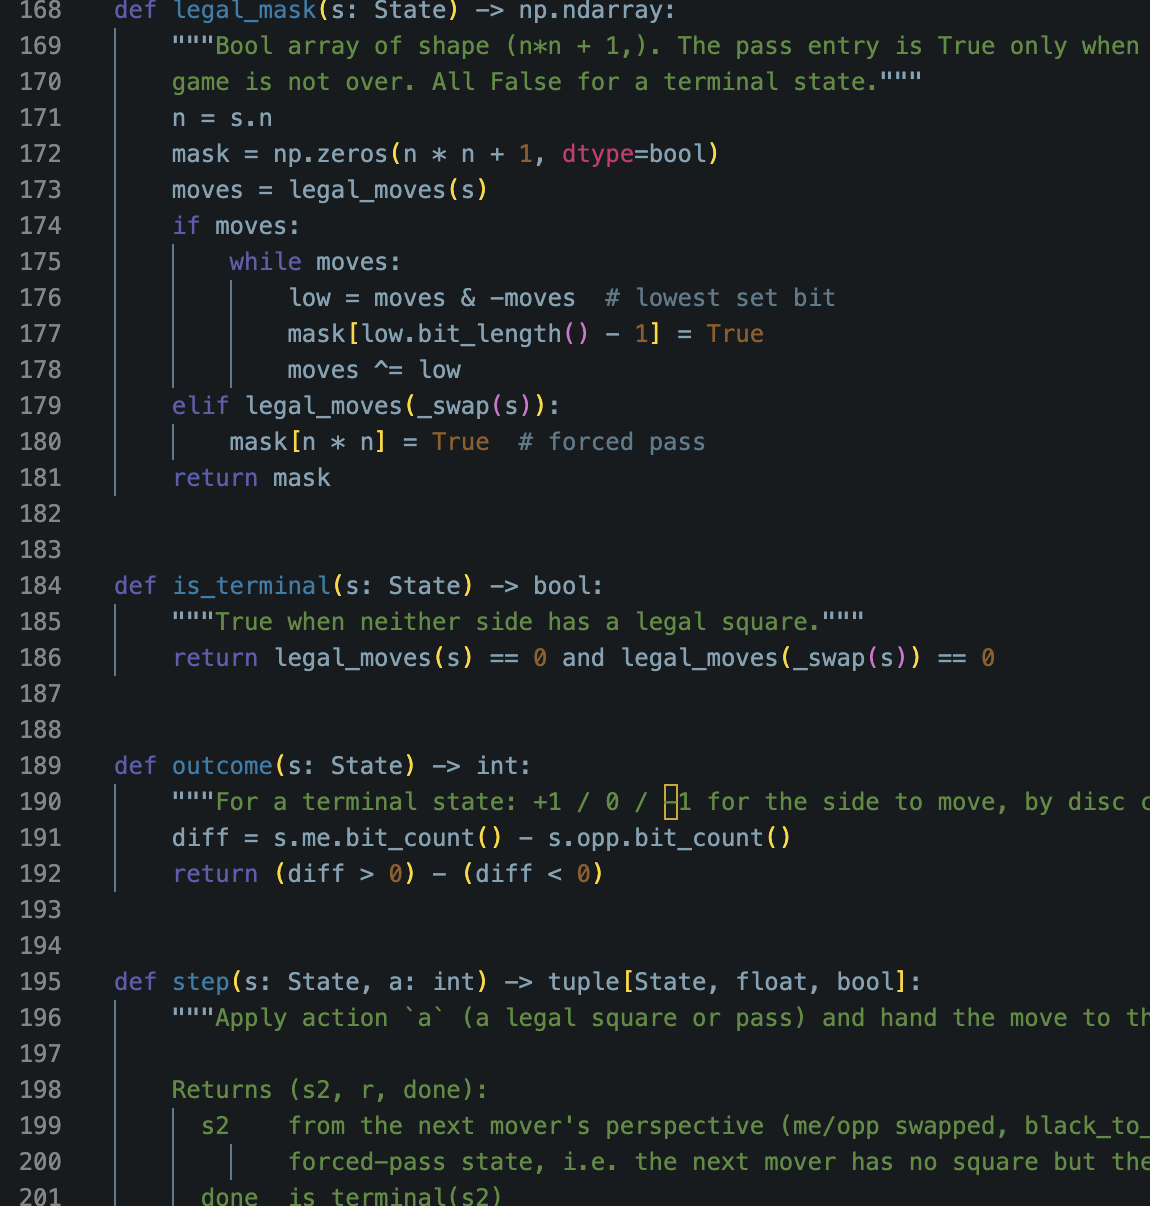 168 def legal_mask(s: State) -> np.ndarray:
169 """Bool array of shape (n*n + 1,). The pass entry is True only when
170 game is not over. All False for a terminal state."""
171 n = s.n
172 mask = np.zeros(n * n + 1, dtype=bool)
173 moves = legal_moves(s)
174 if moves:
175 while moves:
176 low = moves & -moves  # lowest set bit
177 mask[low.bit_length() - 1] = True
178 moves ^= low
179 elif legal_moves(_swap(s)):
180 mask[n * n] = True  # forced pass
181 return mask
182
183
184 def is_terminal(s: State) -> bool:
185 """True when neither side has a legal square."""
186 return legal_moves(s) == 0 and legal_moves(_swap(s)) == 0
187
188
189 def outcome(s: State) -> int:
190 """For a terminal state: +1 / 0 / −1 for the side to move, by disc c
191 diff = s.me.bit_count() - s.opp.bit_count()
192 return (diff > 0) - (diff < 0)
193
194
195 def step(s: State, a: int) -> tuple[State, float, bool]:
196 """Apply action `a` (a legal square or pass) and hand the move to th
197
198 Returns (s2, r, done):
199 s2 from the next mover's perspective (me/opp swapped, black_to_
200 forced-pass state, i.e. the next mover has no square but the
201 done is_terminal(s2)